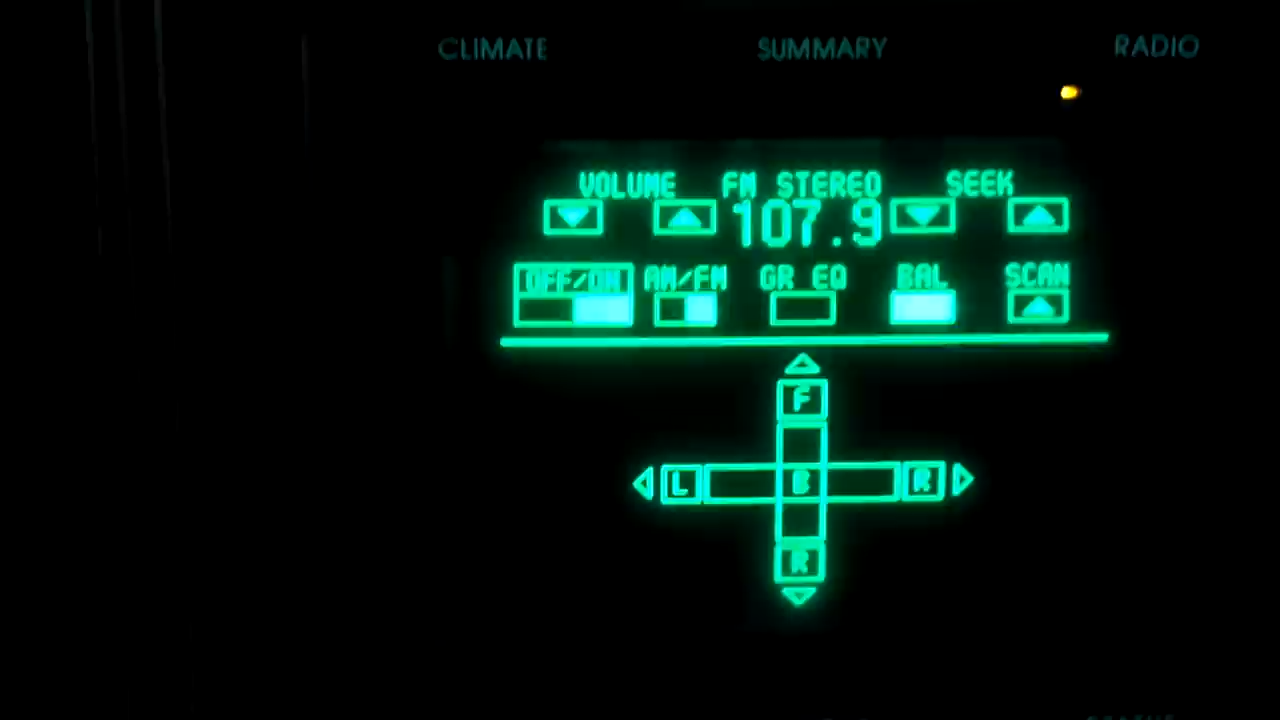 CLIMATE SUMMARY RADIO
VOLUME FM STEREO SEEK
107.9
OFF/ON AM/FM GR EQ BAL SCAN
F
L B R
R